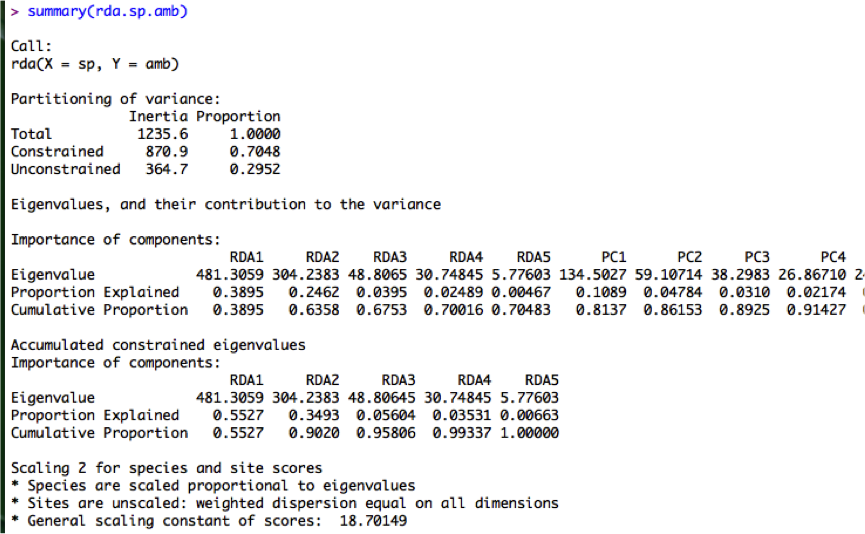 > summary(rda.sp.amb)
Call:
rda(X = sp, Y = amb)
Partitioning of variance:
Inertia Proportion
Total 1235.6 1.0000
Constrained 870.9 0.7048
Unconstrained 364.7 0.2952
Eigenvalues, and their contribution to the variance
Importance of components:
RDA1 RDA2 RDA3 RDA4 RDA5 PC1 PC2 PC3 PC4
Eigenvalue 481.3059 304.2383 48.8065 30.74845 5.77603 134.5027 59.10714 38.2983 26.86710
Proportion Explained 0.3895 0.2462 0.0395 0.02489 0.00467 0.1089 0.04784 0.0310 0.02174
Cumulative Proportion 0.3895 0.6358 0.6753 0.70016 0.70483 0.8137 0.86153 0.8925 0.91427
Accumulated constrained eigenvalues
Importance of components:
RDA1 RDA2 RDA3 RDA4 RDA5
Eigenvalue 481.3059 304.2383 48.80645 30.74845 5.77603
Proportion Explained 0.5527 0.3493 0.05604 0.03531 0.00663
Cumulative Proportion 0.5527 0.9020 0.95806 0.99337 1.00000
Scaling 2 for species and site scores
* Species are scaled proportional to eigenvalues
* Sites are unscaled: weighted dispersion equal on all dimensions
* General scaling constant of scores: 18.70149